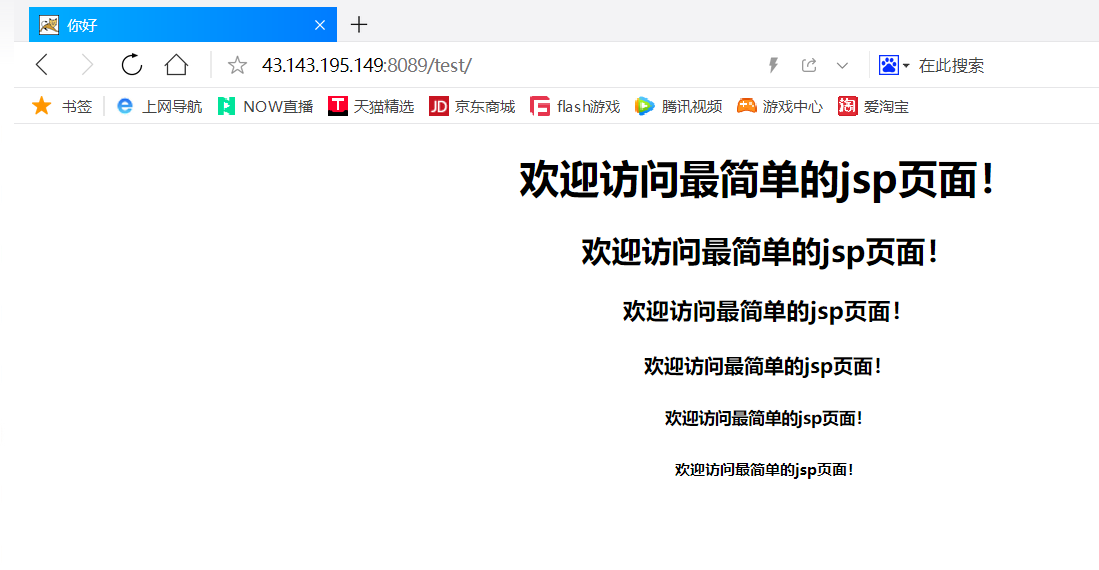 你好
43.143.195.149:8089/test/
在此搜索
书签 上网导航 NOW直播 天猫精选 京东商城 flash游戏 腾讯视频 游戏中心 爱淘宝
欢迎访问最简单的jsp页面！
欢迎访问最简单的jsp页面！
欢迎访问最简单的jsp页面！
欢迎访问最简单的jsp页面！
欢迎访问最简单的jsp页面！
欢迎访问最简单的jsp页面！